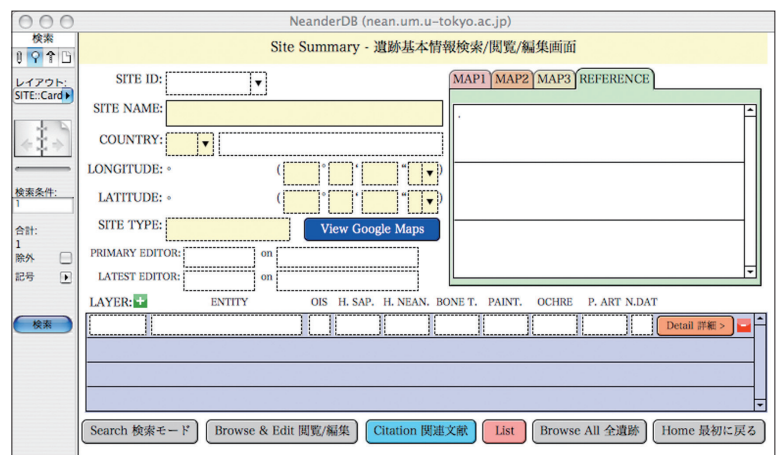 NeanderDB (nean.um.u-tokyo.ac.jp)
検索
レイアウト:
SITE::Card
検索条件:
1
合計:
1
除外
記号
検索
Site Summary - 遺跡基本情報検索/閲覧/編集画面
SITE ID:
SITE NAME:
COUNTRY:
LONGITUDE: ° ( ° ‘ “ )
LATITUDE: ° ( ° ‘ “ )
SITE TYPE: View Google Maps
PRIMARY EDITOR: on
LATEST EDITOR: on
MAP1 MAP2 MAP3 REFERENCE
LAYER: ENTITY OIS H. SAP. H. NEAN. BONE T. PAINT. OCHRE P. ART N.DAT
Detail 詳細 >
Search 検索モード Browse & Edit 閲覧/編集 Citation 関連文献 List Browse All 全遺跡 Home 最初に戻る